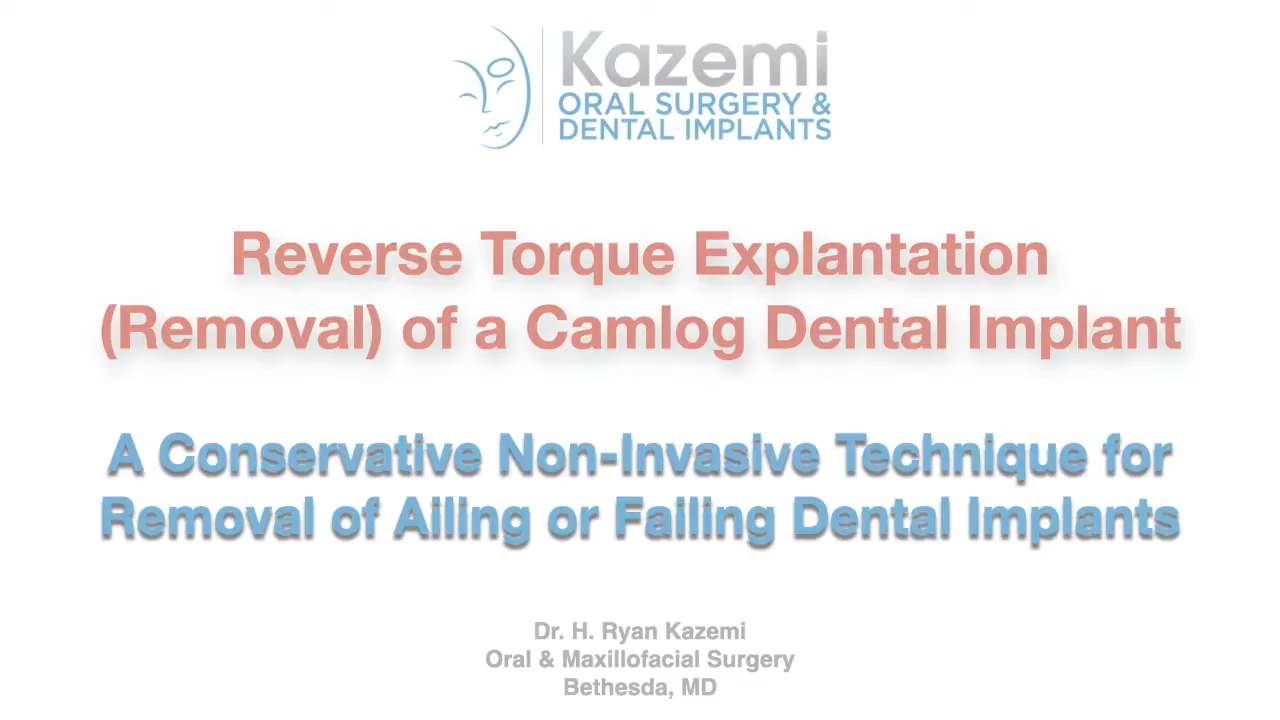 Kazemi
ORAL SURGERY &
DENTAL IMPLANTS
Reverse Torque Explantation
(Removal) of a Camlog Dental Implant
A Conservative Non-Invasive Technique for
Removal of Ailing or Failing Dental Implants
Dr. H. Ryan Kazemi
Oral & Maxillofacial Surgery
Bethesda, MD